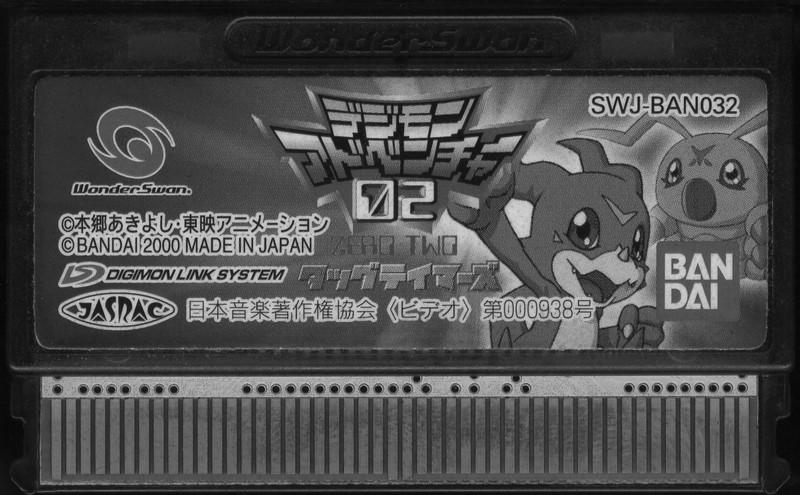 WonderSwan
SWJ-BAN032
デジモン
アドベンチャー
02
ZERO TWO
タッグテイマーズ
WonderSwan.
©本郷あきよし・東映アニメーション
©BANDAI 2000 MADE IN JAPAN
DIGIMON LINK SYSTEM
JASRAC
日本音楽著作権協会〈ビデオ〉第000938号
BAN
DAI